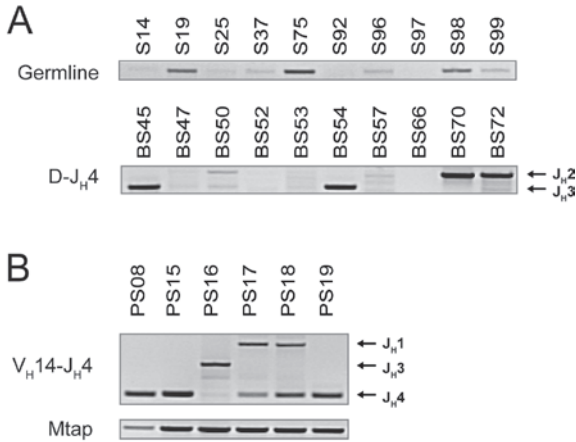 A
S14 S19 S25 S37 S75 S92 S96 S97 S98 S99
Germline
BS45 BS47 BS50 BS52 BS53 BS54 BS57 BS66 BS70 BS72
D-JH4
← JH2
← JH3
B
PS08 PS15 PS16 PS17 PS18 PS19
VH14-JH4
← JH1
← JH3
← JH4
Mtap